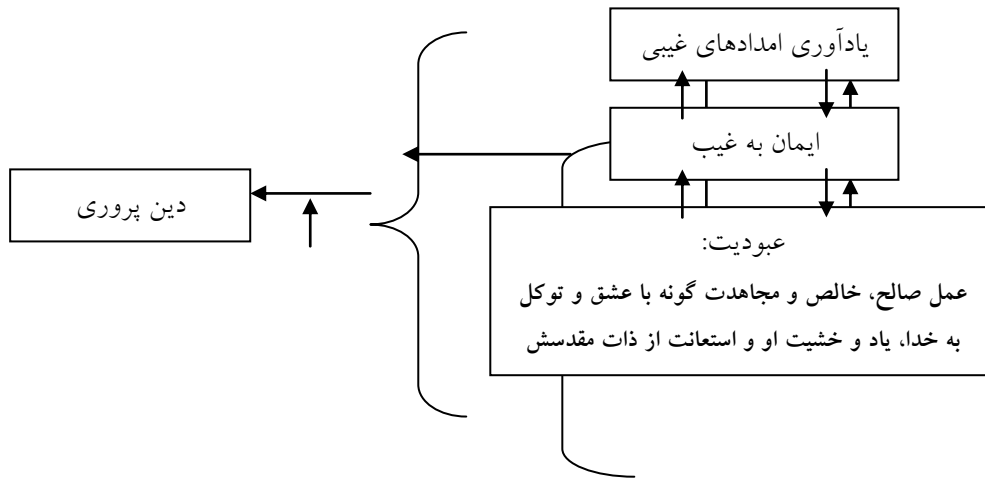 یادآوری امدادهای غیبی
ایمان به غیب
دین پروری
عبودیت:
عمل صالح، خالص و مجاهدت گونه با عشق و توکل
به خدا، یاد و خشیت او و استعانت از ذات مقدسش